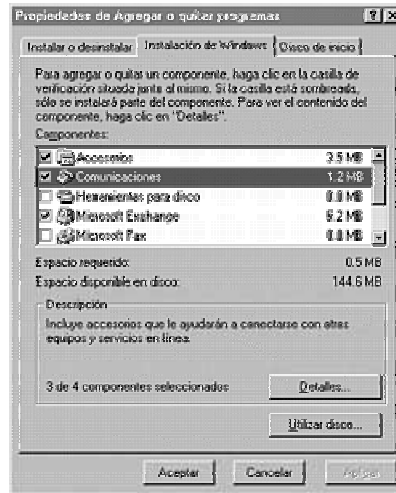 Propiedades de Agregar o quitar programas
Instalar o desinstalar
Instalación de Windows
Disco de inicio
Para agregar o quitar un componente, haga clic en la casilla de
verificación situada junto al mismo. Si la casilla está sombreada,
sólo se instalará parte del componente. Para ver el contenido del
componente, haga clic en "Detalles".
Componentes:
Accesorios 3.5 MB
Comunicaciones 1.2 MB
Herramientas para disco 0.0 MB
Microsoft Exchange 5.2 MB
Microsoft Fax 0.0 MB
Espacio requerido: 0.5 MB
Espacio disponible en disco: 144.6 MB
Descripción
Incluye accesorios que le ayudarán a conectarse con otros
equipos y servicios en línea.
3 de 4 componentes seleccionados
Detalles...
Utilizar disco...
Aceptar
Cancelar
Aplicar